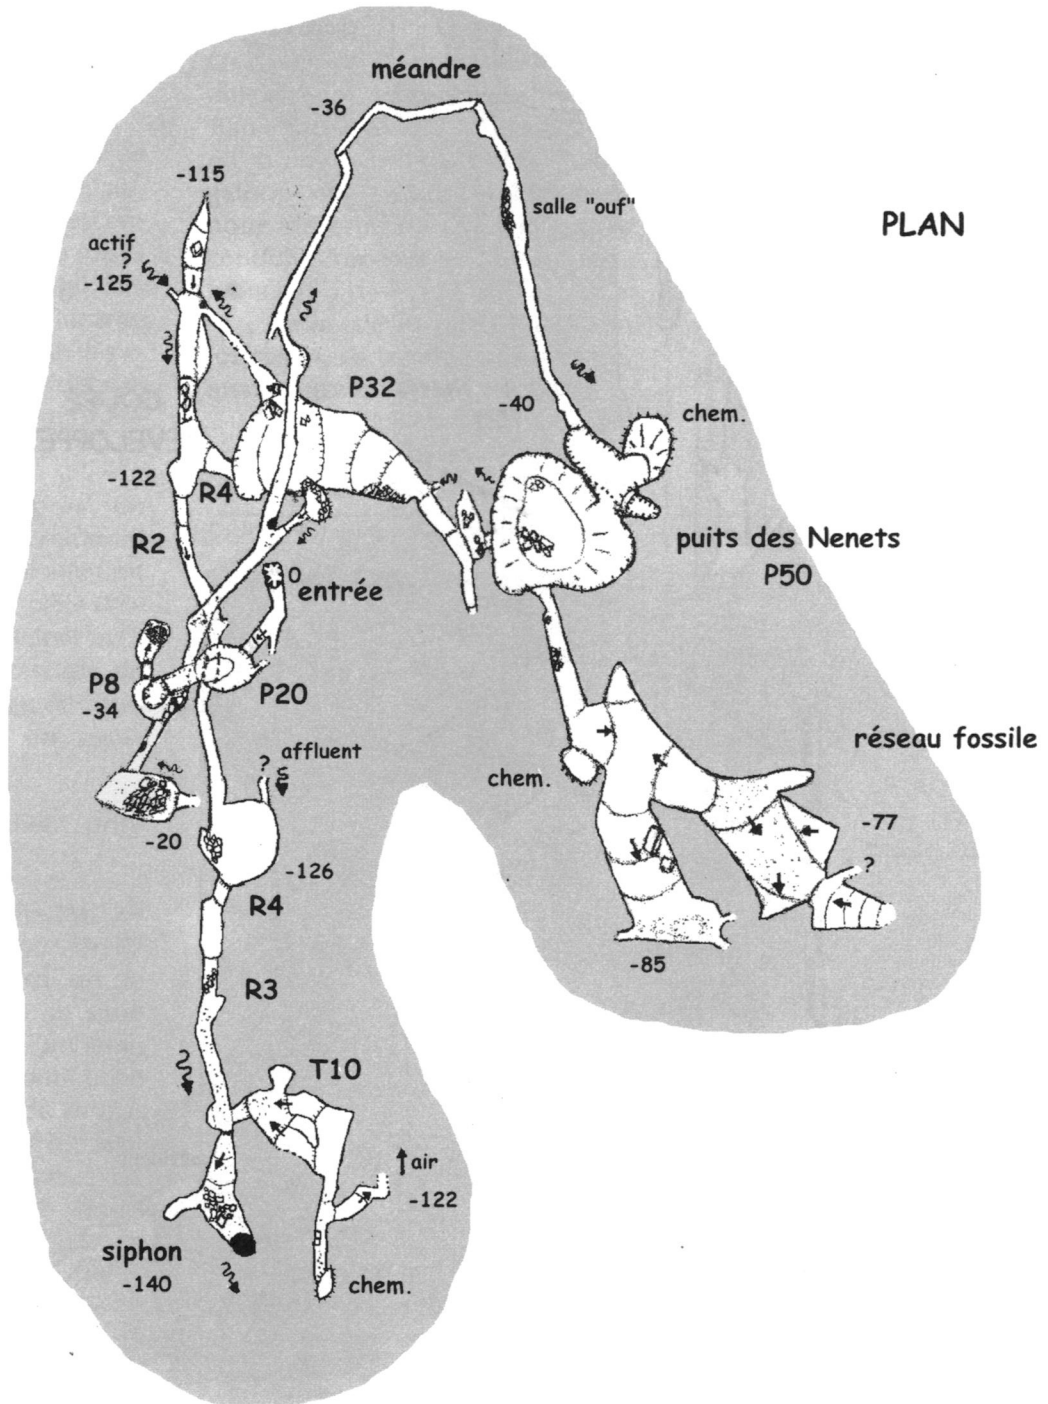 méandre
-36
-115
salle "ouf"
PLAN
actif
?
-125
P32
-40
chem.
-122
R4
R2
puits des Nenets
P50
0
entrée
P8
-34
P20
affluent
?
réseau fossile
chem.
-20
-77
?
-126
R4
-85
R3
T10
air
-122
siphon
-140
chem.